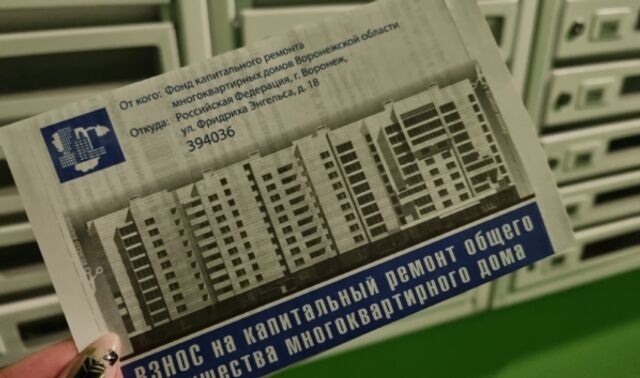 От кого: Фонд капитального ремонта
многоквартирных домов Воронежской области
Откуда: Российская Федерация, г. Воронеж,
ул. Фридриха Энгельса, д. 18
394036
ВЗНОС на капитальный ремонт общего
многоквартирного дома